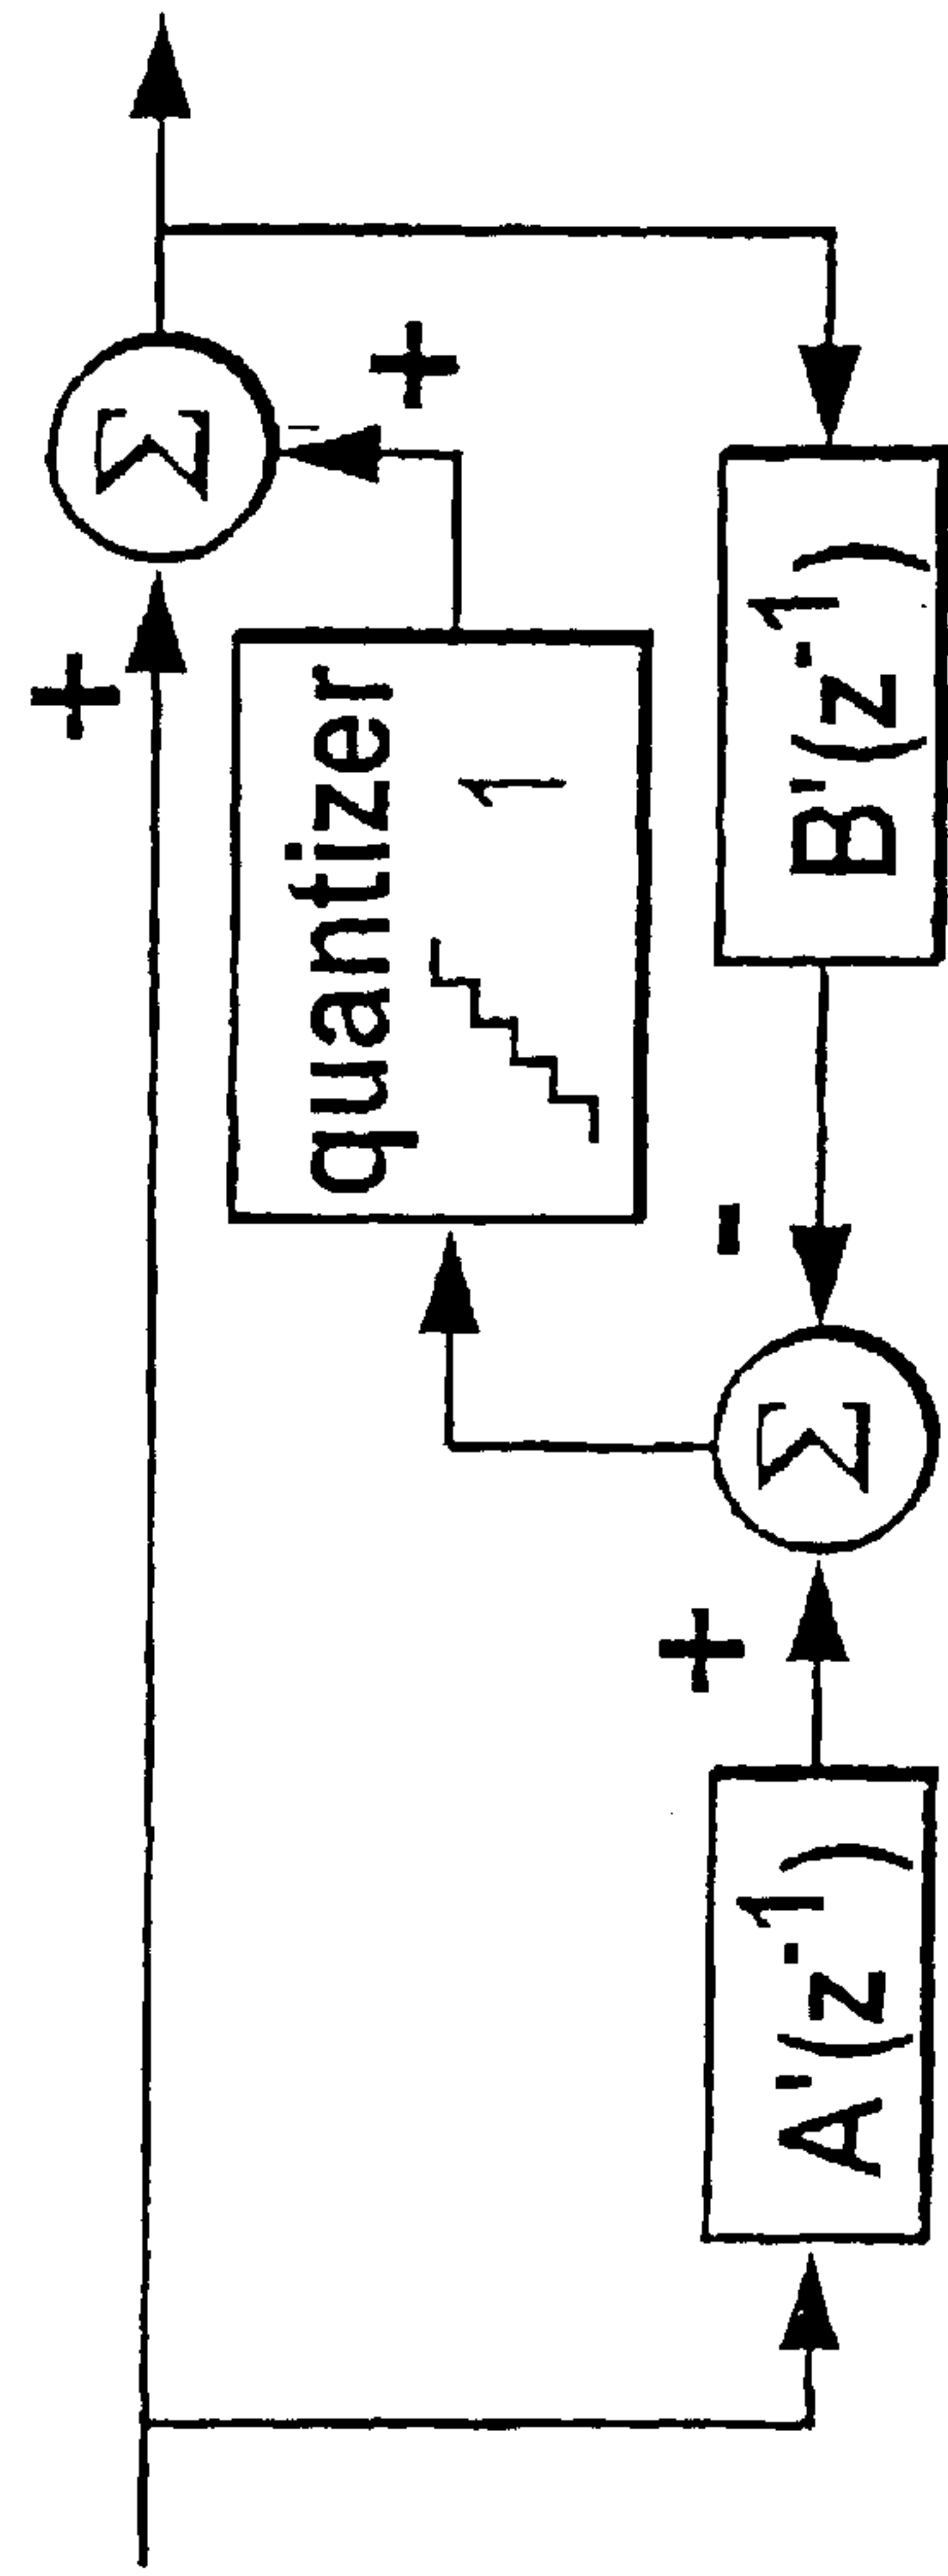 +
Σ
+
quantizer
1
A'(z⁻¹)
+
Σ
-
B'(z⁻¹)